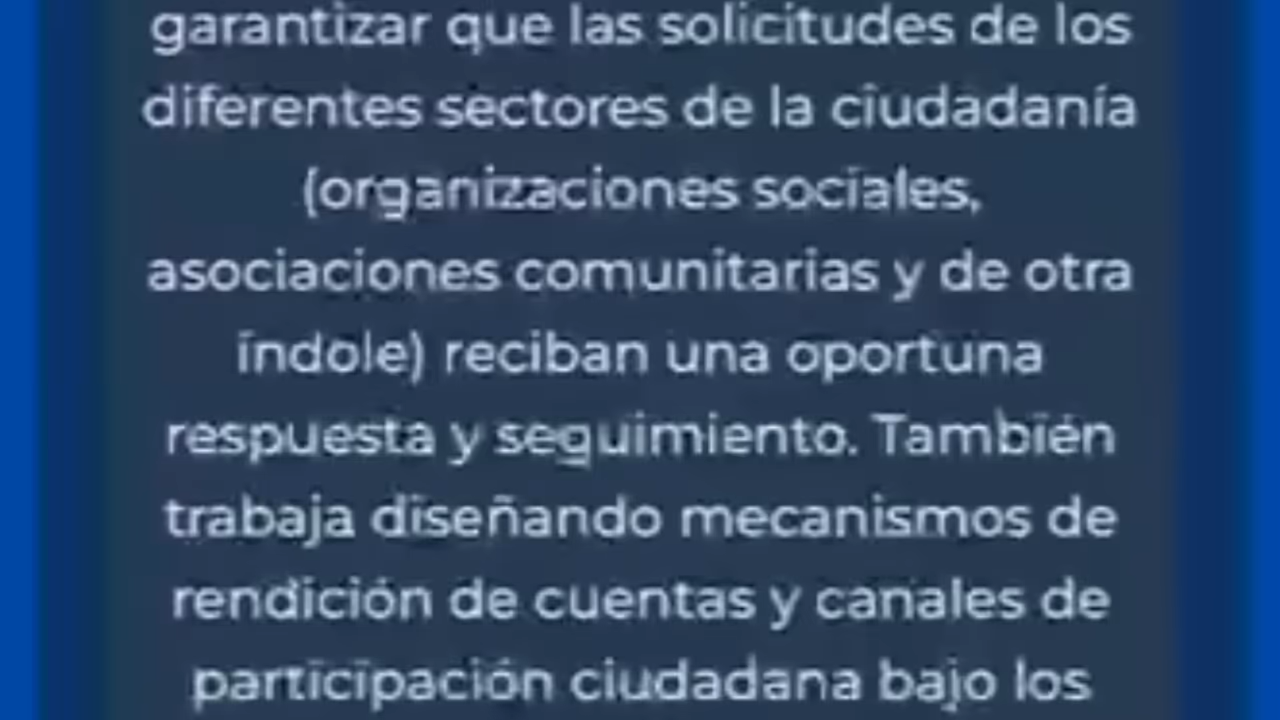 garantizar que las solicitudes de los
diferentes sectores de la ciudadanía
(organizaciones sociales,
asociaciones comunitarias y de otra
índole) reciban una oportuna
respuesta y seguimiento. También
trabaja diseñando mecanismos de
rendición de cuentas y canales de
participación ciudadana bajo los